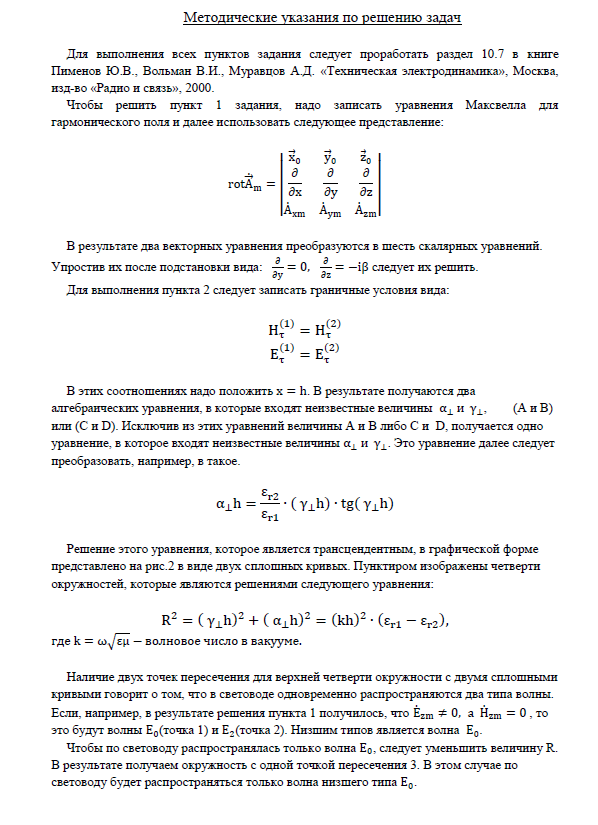 Методические указания по решению задач
Для выполнения всех пунктов задания следует проработать раздел 10.7 в книге
Пименов Ю.В., Вольман В.И., Муравцов А.Д. «Техническая электродинамика», Москва,
изд-во «Радио и связь», 2000.
Чтобы решить пункт 1 задания, надо записать уравнения Максвелла для
гармонического поля и далее использовать следующее представление:
rotȦ⃗ₘ = | x⃗₀ y⃗₀ z⃗₀ |
| ∂/∂x ∂/∂y ∂/∂z |
| Ȧxm Ȧym Ȧzm |
В результате два векторных уравнения преобразуются в шесть скалярных уравнений.
Упростив их после подстановки вида: ∂/∂y = 0, ∂/∂z = −iβ следует их решить.
Для выполнения пункта 2 следует записать граничные условия вида:
H_τ^(1) = H_τ^(2)
E_τ^(1) = E_τ^(2)
В этих соотношениях надо положить x = h. В результате получаются два
алгебраических уравнения, в которые входят неизвестные величины α⊥ и γ⊥, (A и B)
или (C и D). Исключив из этих уравнений величины A и B либо C и D, получается одно
уравнение, в которое входят неизвестные величины α⊥ и γ⊥. Это уравнение далее следует
преобразовать, например, в такое.
α⊥h = εr2/εr1 · ( γ⊥h) · tg( γ⊥h)
Решение этого уравнения, которое является трансцендентным, в графической форме
представлено на рис.2 в виде двух сплошных кривых. Пунктиром изображены четверти
окружностей, которые являются решениями следующего уравнения:
R² = ( γ⊥h)² + ( α⊥h)² = (kh)² · (εr1 − εr2),
где k = ω√εμ − волновое число в вакууме.
Наличие двух точек пересечения для верхней четверти окружности с двумя сплошными
кривыми говорит о том, что в световоде одновременно распространяются два типа волны.
Если, например, в результате решения пункта 1 получилось, что Ėzm ≠ 0, а Ḣzm = 0 , то
это будут волны E₀(точка 1) и E₂(точка 2). Низшим типов является волна E₀.
Чтобы по световоду распространялась только волна E₀, следует уменьшить величину R.
В результате получаем окружность с одной точкой пересечения 3. В этом случае по
световоду будет распространяться только волна низшего типа E₀.